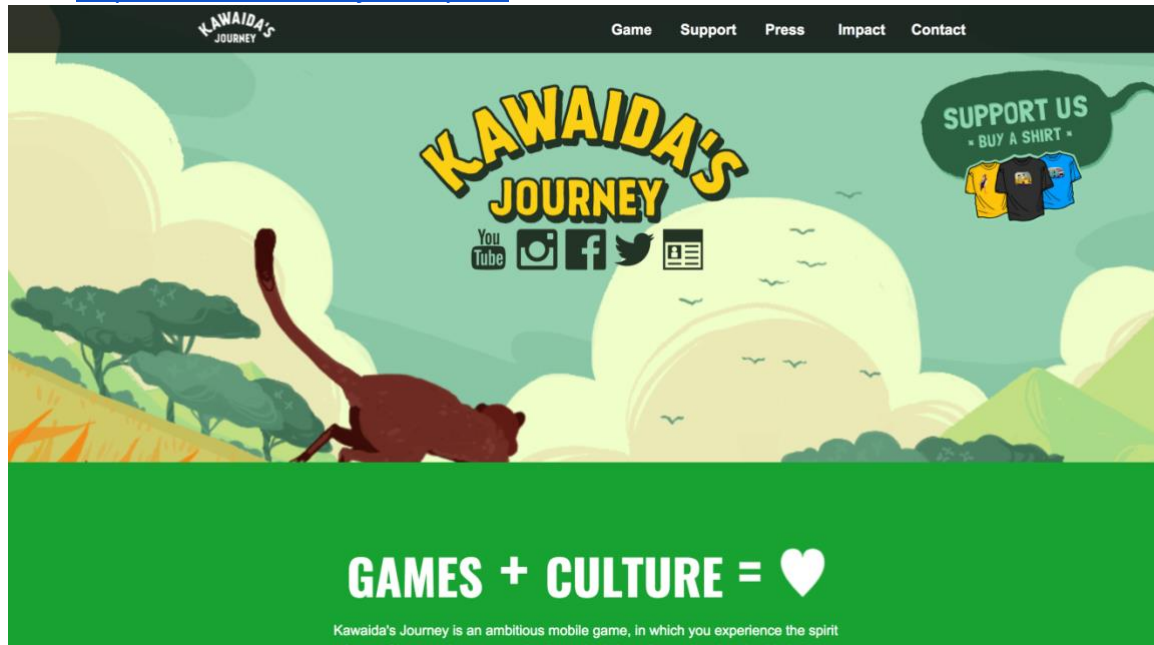 KAWAIDA'S
JOURNEY
Game Support Press Impact Contact
KAWAIDA'S
JOURNEY
You
Tube
SUPPORT US
BUY A SHIRT
GAMES + CULTURE = ♥
Kawaida's Journey is an ambitious mobile game, in which you experience the spirit